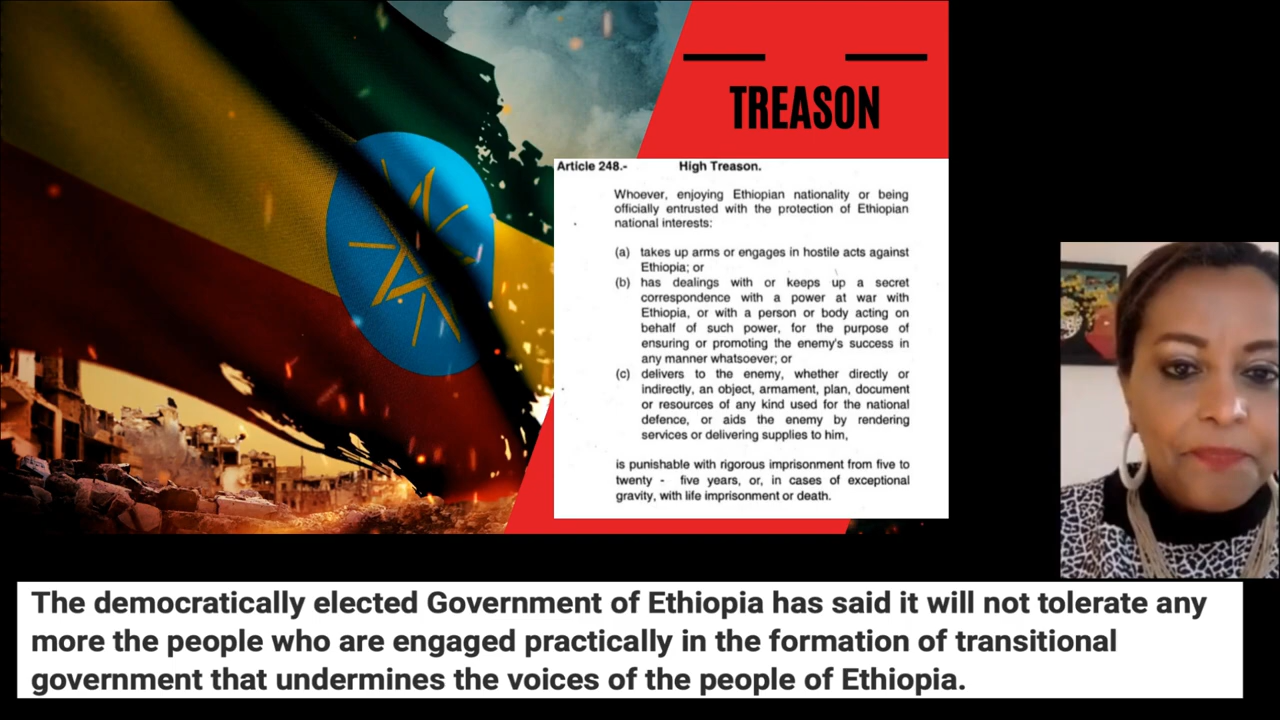 TREASON
Article 248.- High Treason.
Whoever, enjoying Ethiopian nationality or being
officially entrusted with the protection of Ethiopian
national interests:
(a) takes up arms or engages in hostile acts against
Ethiopia; or
(b) has dealings with or keeps up a secret
correspondence with a power at war with
Ethiopia, or with a person or body acting on
behalf of such power, for the purpose of
ensuring or promoting the enemy's success in
any manner whatsoever; or
(c) delivers to the enemy, whether directly or
indirectly, an object, armament, plan, document
or resources of any kind used for the national
defence, or aids the enemy by rendering
services or delivering supplies to him,
is punishable with rigorous imprisonment from five to
twenty - five years, or, in cases of exceptional
gravity, with life imprisonment or death.
The democratically elected Government of Ethiopia has said it will not tolerate any
more the people who are engaged practically in the formation of transitional
government that undermines the voices of the people of Ethiopia.